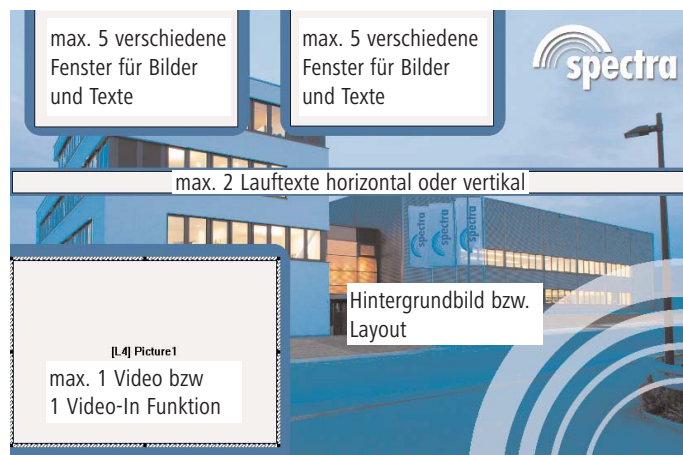 max. 5 verschiedene
Fenster für Bilder
und Texte
max. 5 verschiedene
Fenster für Bilder
und Texte
spectra
max. 2 Lauftexte horizontal oder vertikal
spectra
spectra
spectra
Hintergrundbild bzw.
Layout
[L4] Picture1
max. 1 Video bzw
1 Video-In Funktion